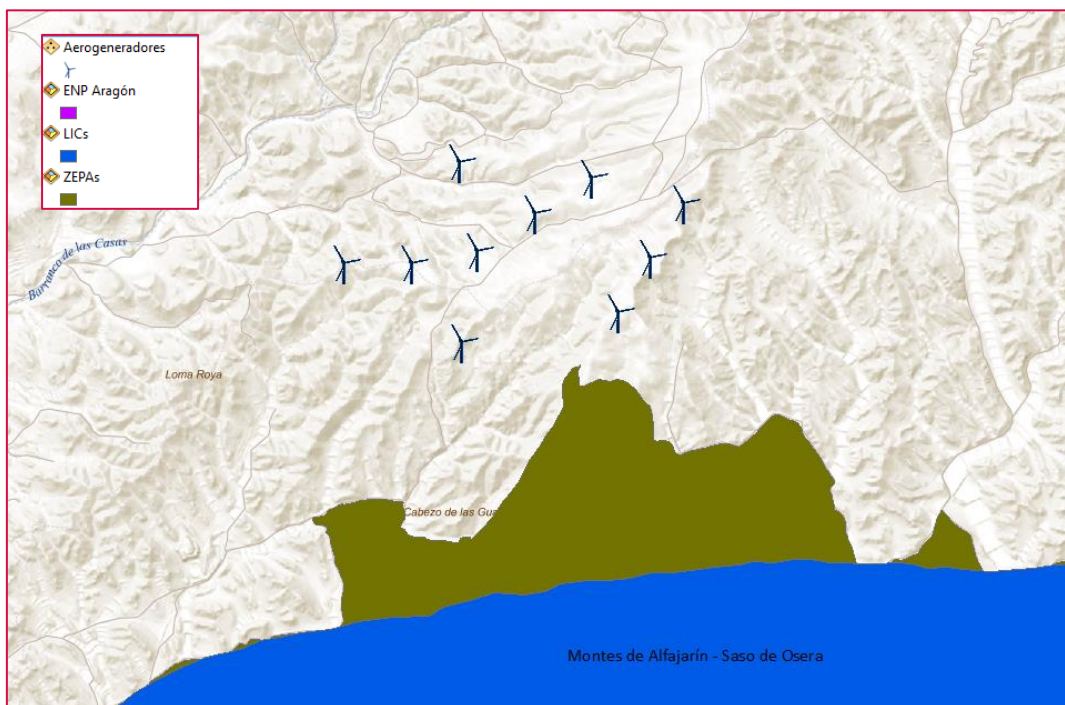 Aerogeneradores
ENP Aragón
LICs
ZEPAs
Barranco de las Casas
Loma Roya
Cabezo de las Gua
Montes de Alfajarín - Saso de Osera